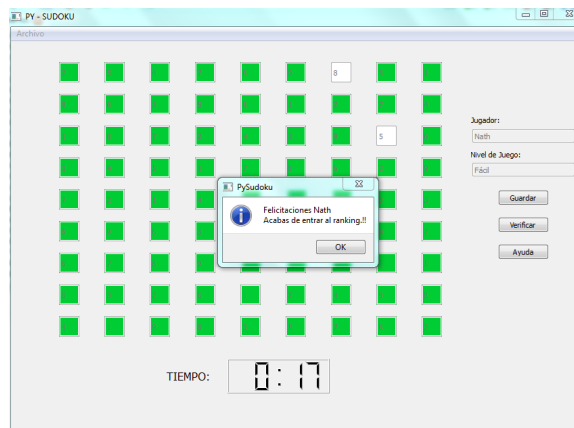 PY - SUDOKU
Archivo
8
5
Jugador:
Nath
Nivel de Juego:
Fácil
PySudoku
Felicitaciones Nath
Acabas de entrar al ranking.!!
OK
Guardar
Verificar
Ayuda
TIEMPO:
0:17